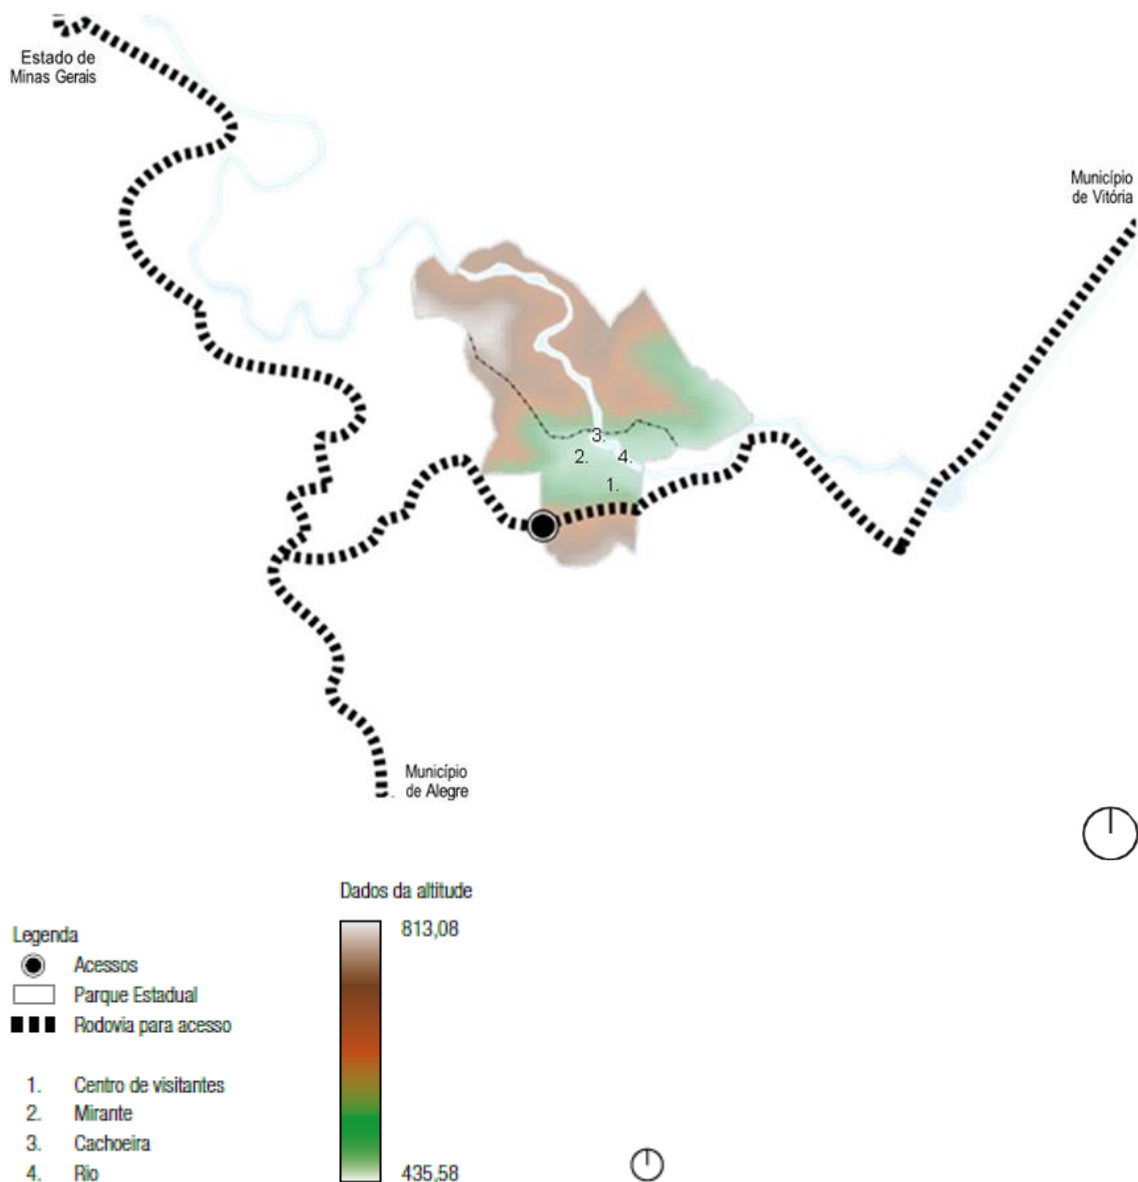 Estado de
Minas Gerais
Município
de Vitória
3.
2.
4.
1.
Município
de Alegre
Dados da altitude
813,08
435,58
Legenda
Acessos
Parque Estadual
Rodovia para acesso
1. Centro de visitantes
2. Mirante
3. Cachoeira
4. Rio